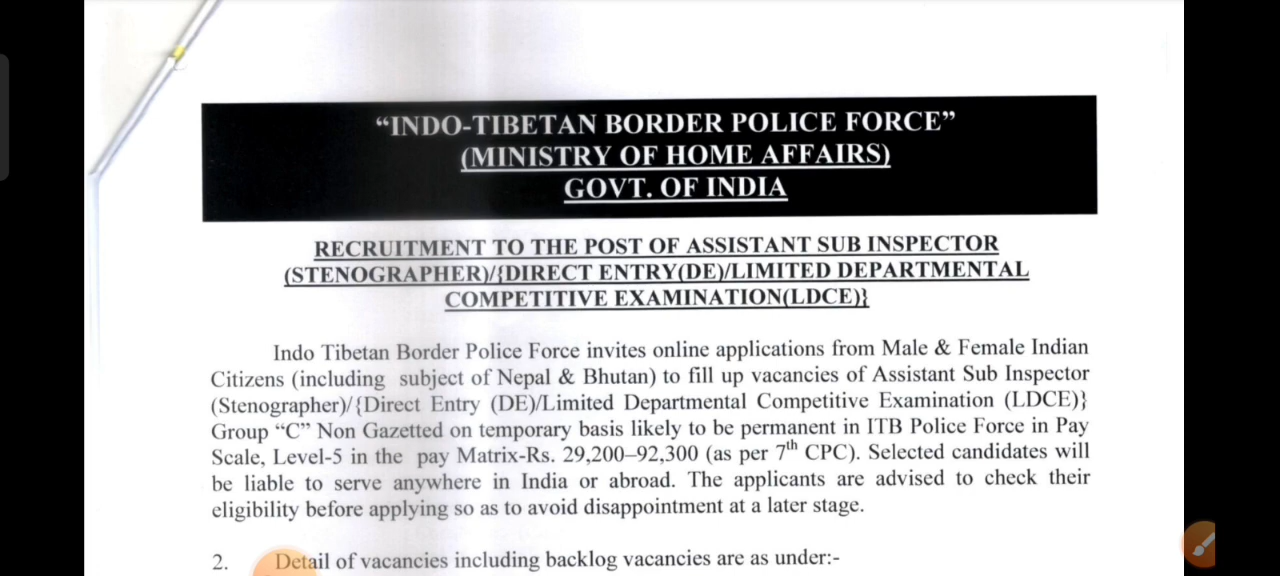 “INDO-TIBETAN BORDER POLICE FORCE”
(MINISTRY OF HOME AFFAIRS)
GOVT. OF INDIA
RECRUITMENT TO THE POST OF ASSISTANT SUB INSPECTOR
(STENOGRAPHER)/{DIRECT ENTRY(DE)/LIMITED DEPARTMENTAL
COMPETITIVE EXAMINATION(LDCE)}
Indo Tibetan Border Police Force invites online applications from Male & Female Indian
Citizens (including subject of Nepal & Bhutan) to fill up vacancies of Assistant Sub Inspector
(Stenographer)/{Direct Entry (DE)/Limited Departmental Competitive Examination (LDCE)}
Group “C” Non Gazetted on temporary basis likely to be permanent in ITB Police Force in Pay
Scale, Level-5 in the pay Matrix-Rs. 29,200–92,300 (as per 7th CPC). Selected candidates will
be liable to serve anywhere in India or abroad. The applicants are advised to check their
eligibility before applying so as to avoid disappointment at a later stage.
2. Detail of vacancies including backlog vacancies are as under:-